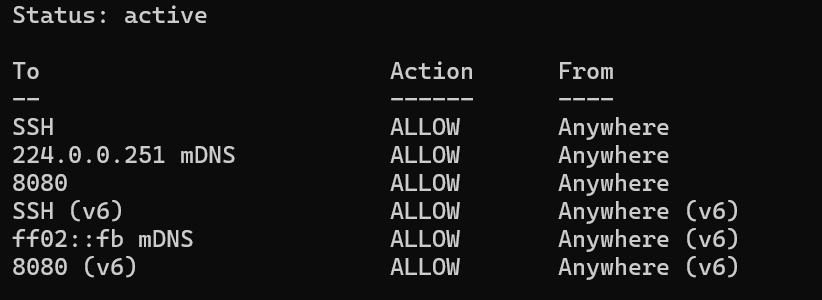 Status: active
To                         Action      From
--                         ------      ----
SSH                        ALLOW       Anywhere
224.0.0.251 mDNS           ALLOW       Anywhere
8080                       ALLOW       Anywhere
SSH (v6)                   ALLOW       Anywhere (v6)
ff02::fb mDNS              ALLOW       Anywhere (v6)
8080 (v6)                  ALLOW       Anywhere (v6)